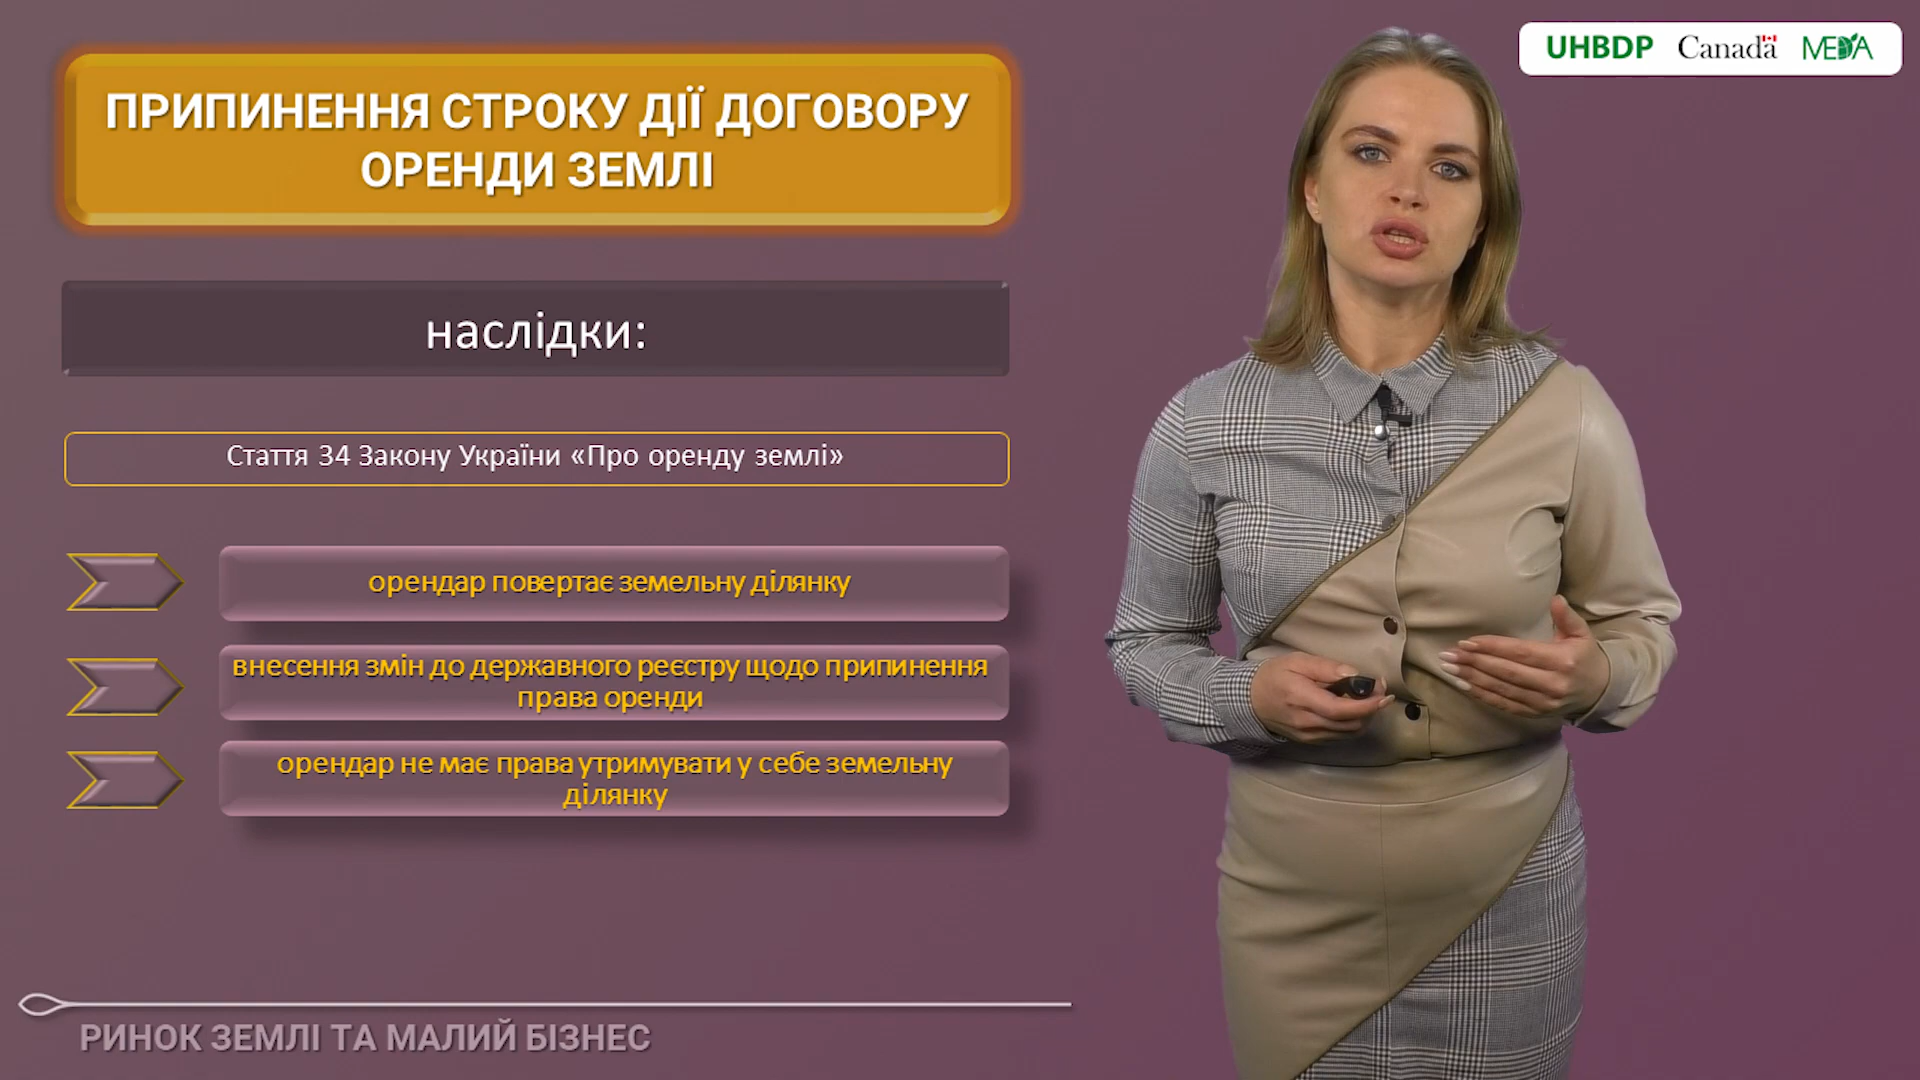 ПРИПИНЕННЯ СТРОКУ ДІЇ ДОГОВОРУ
ОРЕНДИ ЗЕМЛІ
наслідки:
Стаття 34 Закону України «Про оренду землі»
орендар повертає земельну ділянку
внесення змін до державного реєстру щодо припинення
права оренди
орендар не має права утримувати у себе земельну
ділянку
РИНОК ЗЕМЛІ ТА МАЛИЙ БІЗНЕС
UHBDP Canada MEDA